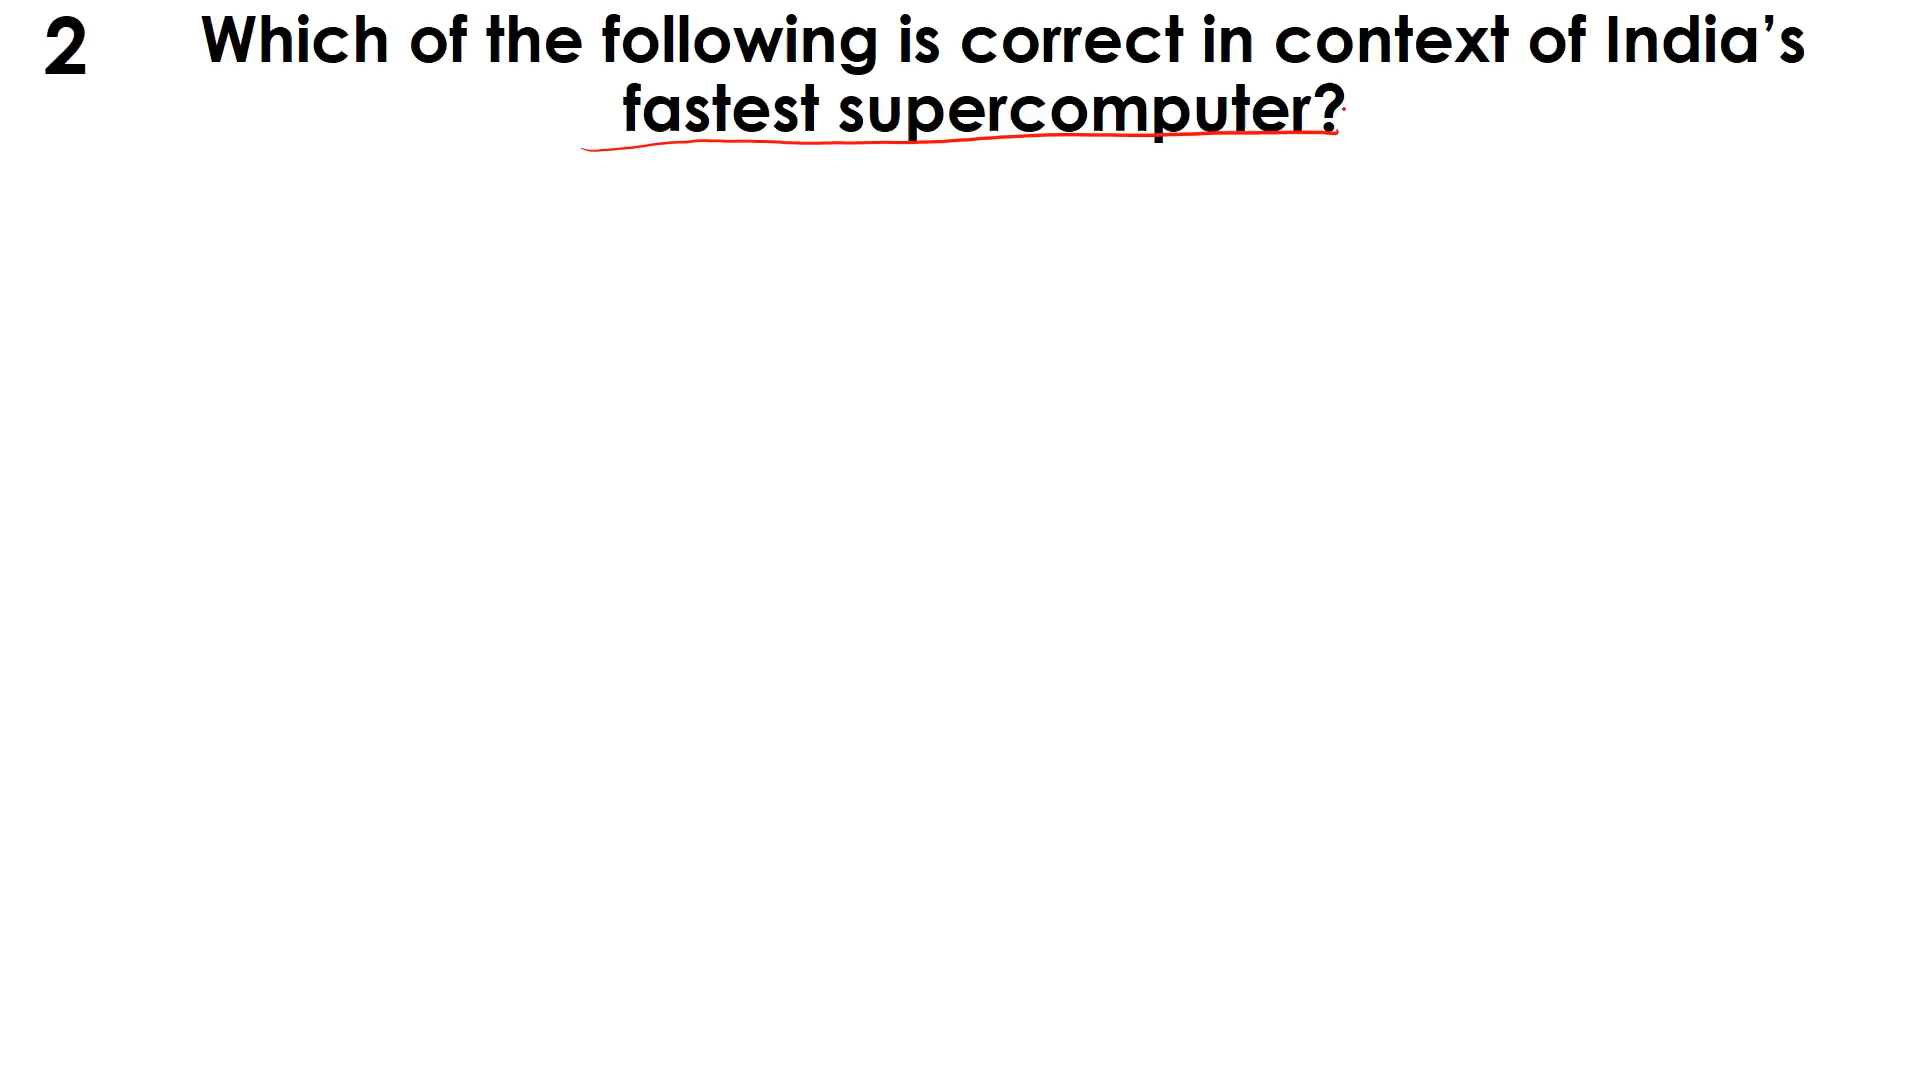 2 Which of the following is correct in context of India’s
fastest supercomputer?